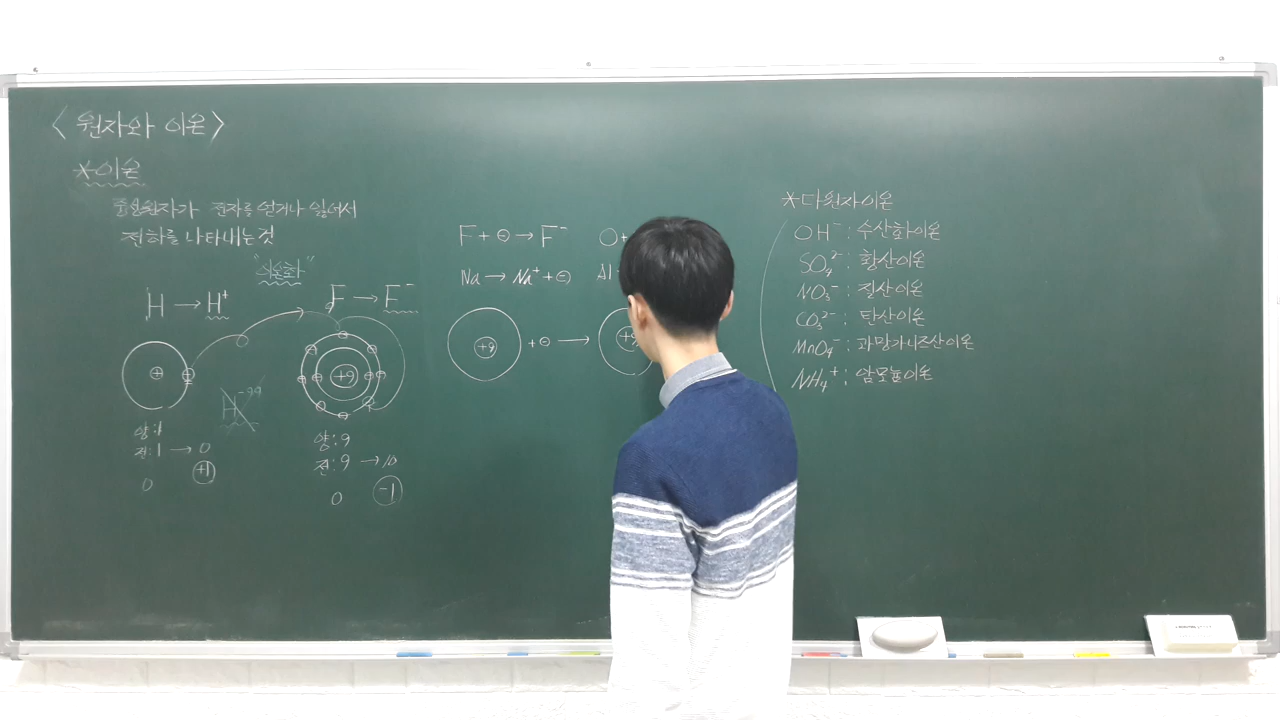 〈원자와 이온〉
*이온
중성원자가 전자를 얻거나 잃어서
전하를 나타내는것
"이온화"
H → H⁺
F → F⁻
⊕
+9
H⁻⁹⁹
양:1
전:1 → 0
0 +1
양:9
전:9 → 10
0 -1
F + ⊖ → F⁻
O+
Na → Na⁺ + ⊖
Al
+9 + ⊖ → +9
*다원자이온
OH⁻: 수산화이온
SO₄²⁻: 황산이온
NO₃⁻: 질산이온
CO₃²⁻: 탄산이온
MnO₄⁻: 과망가니즈산이온
NH₄⁺: 암모늄이온